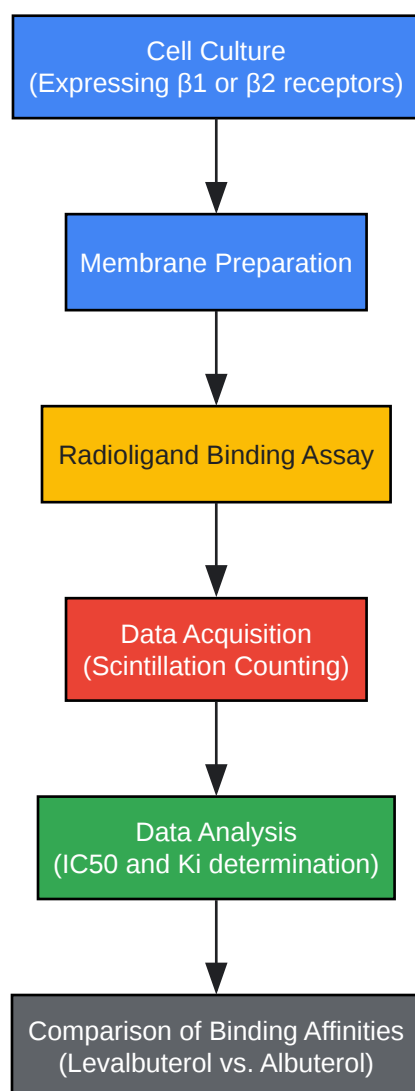 Cell Culture
(Expressing β1 or β2 receptors)
Membrane Preparation
Radioligand Binding Assay
Data Acquisition
(Scintillation Counting)
Data Analysis
(IC50 and Ki determination)
Comparison of Binding Affinities
(Levalbuterol vs. Albuterol)